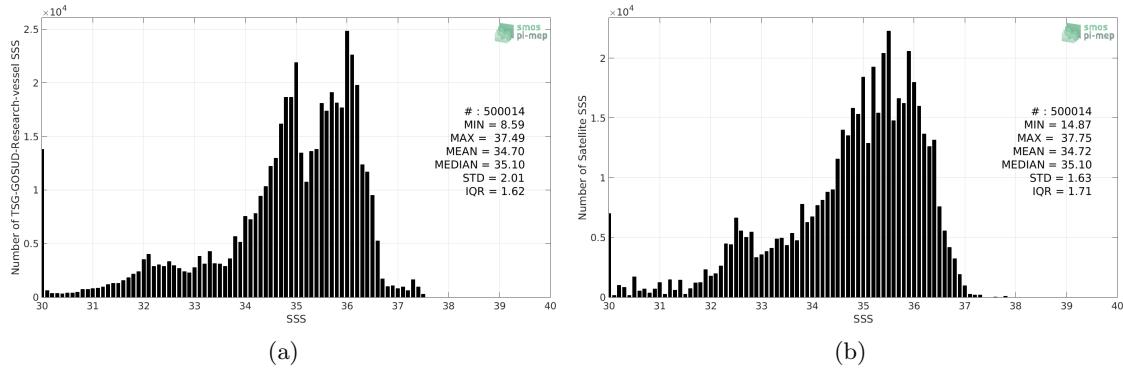 ×10⁴
2.5
2
1.5
1
0.5
0
Number of TSG-GOSUD-Research-vessel SSS
30 31 32 33 34 35 36 37 38 39 40
SSS
smos
pi-mep
# : 500014
MIN = 8.59
MAX = 37.49
MEAN = 34.70
MEDIAN = 35.10
STD = 2.01
IQR = 1.62
(a)
×10⁴
2
1.5
1
0.5
0
Number of Satellite SSS
30 31 32 33 34 35 36 37 38 39 40
SSS
smos
pi-mep
# : 500014
MIN = 14.87
MAX = 37.75
MEAN = 34.72
MEDIAN = 35.10
STD = 1.63
IQR = 1.71
(b)